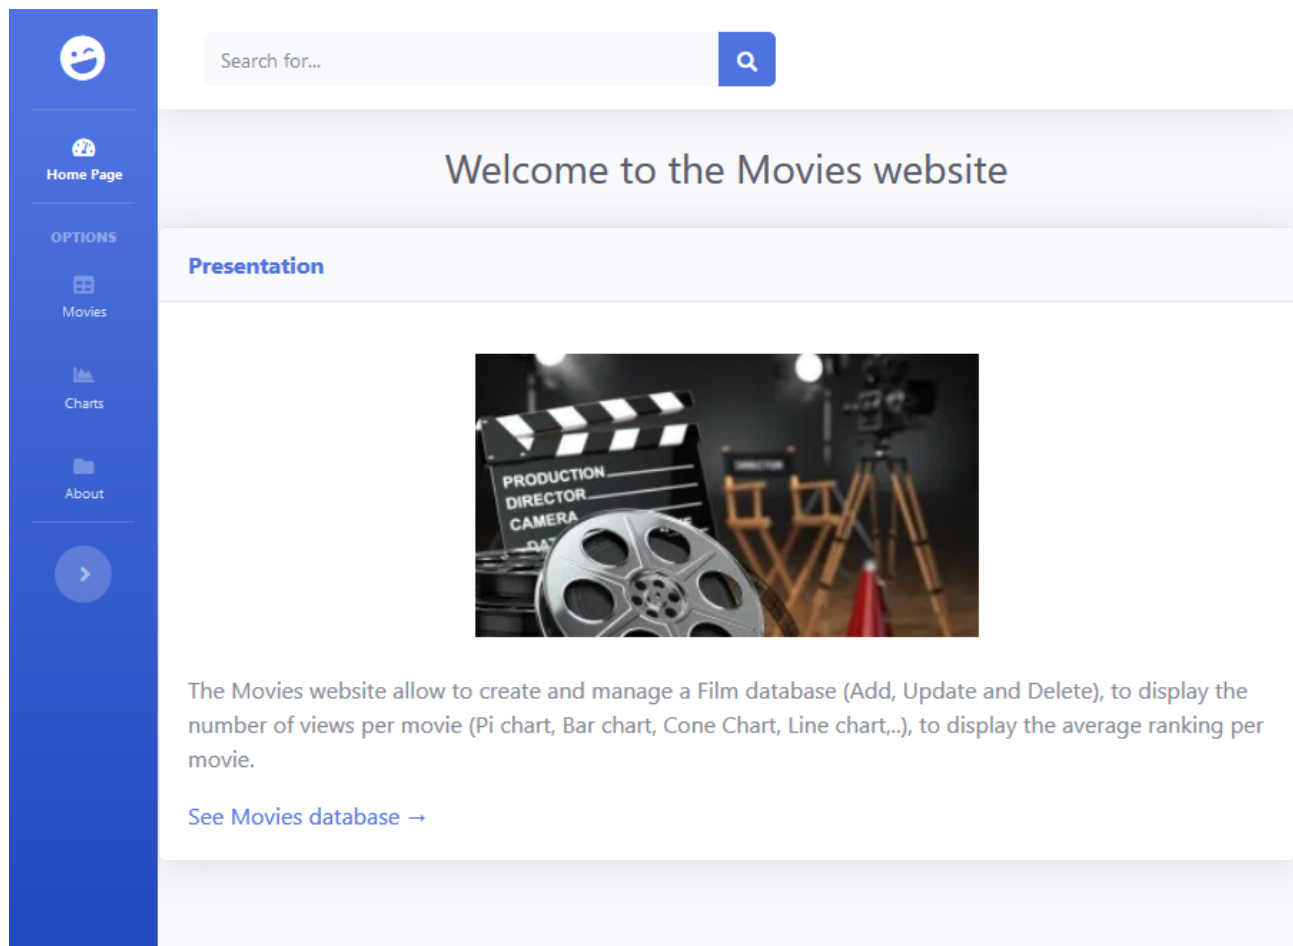 Search for...
Home Page
OPTIONS
Movies
Charts
About
Welcome to the Movies website
Presentation
PRODUCTION
DIRECTOR
CAMERA
DIRECTOR
The Movies website allow to create and manage a Film database (Add, Update and Delete), to display the
number of views per movie (Pi chart, Bar chart, Cone Chart, Line chart,..), to display the average ranking per
movie.
See Movies database →